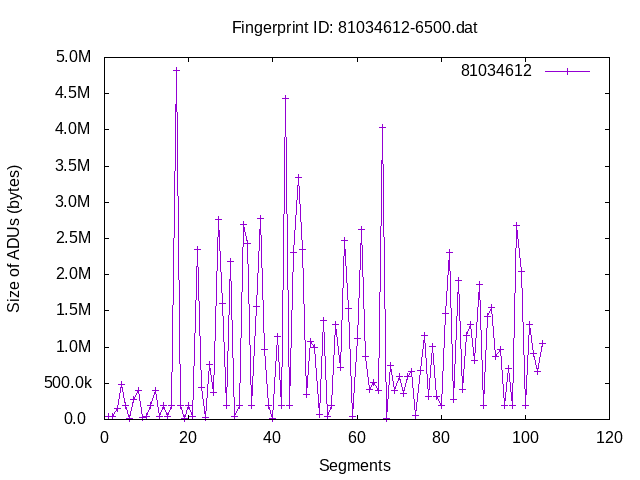 Fingerprint ID: 81034612-6500.dat
81034612
5.0M
4.5M
4.0M
3.5M
3.0M
2.5M
2.0M
1.5M
1.0M
500.0k
0.0
0 20 40 60 80 100 120
Size of ADUs (bytes)
Segments